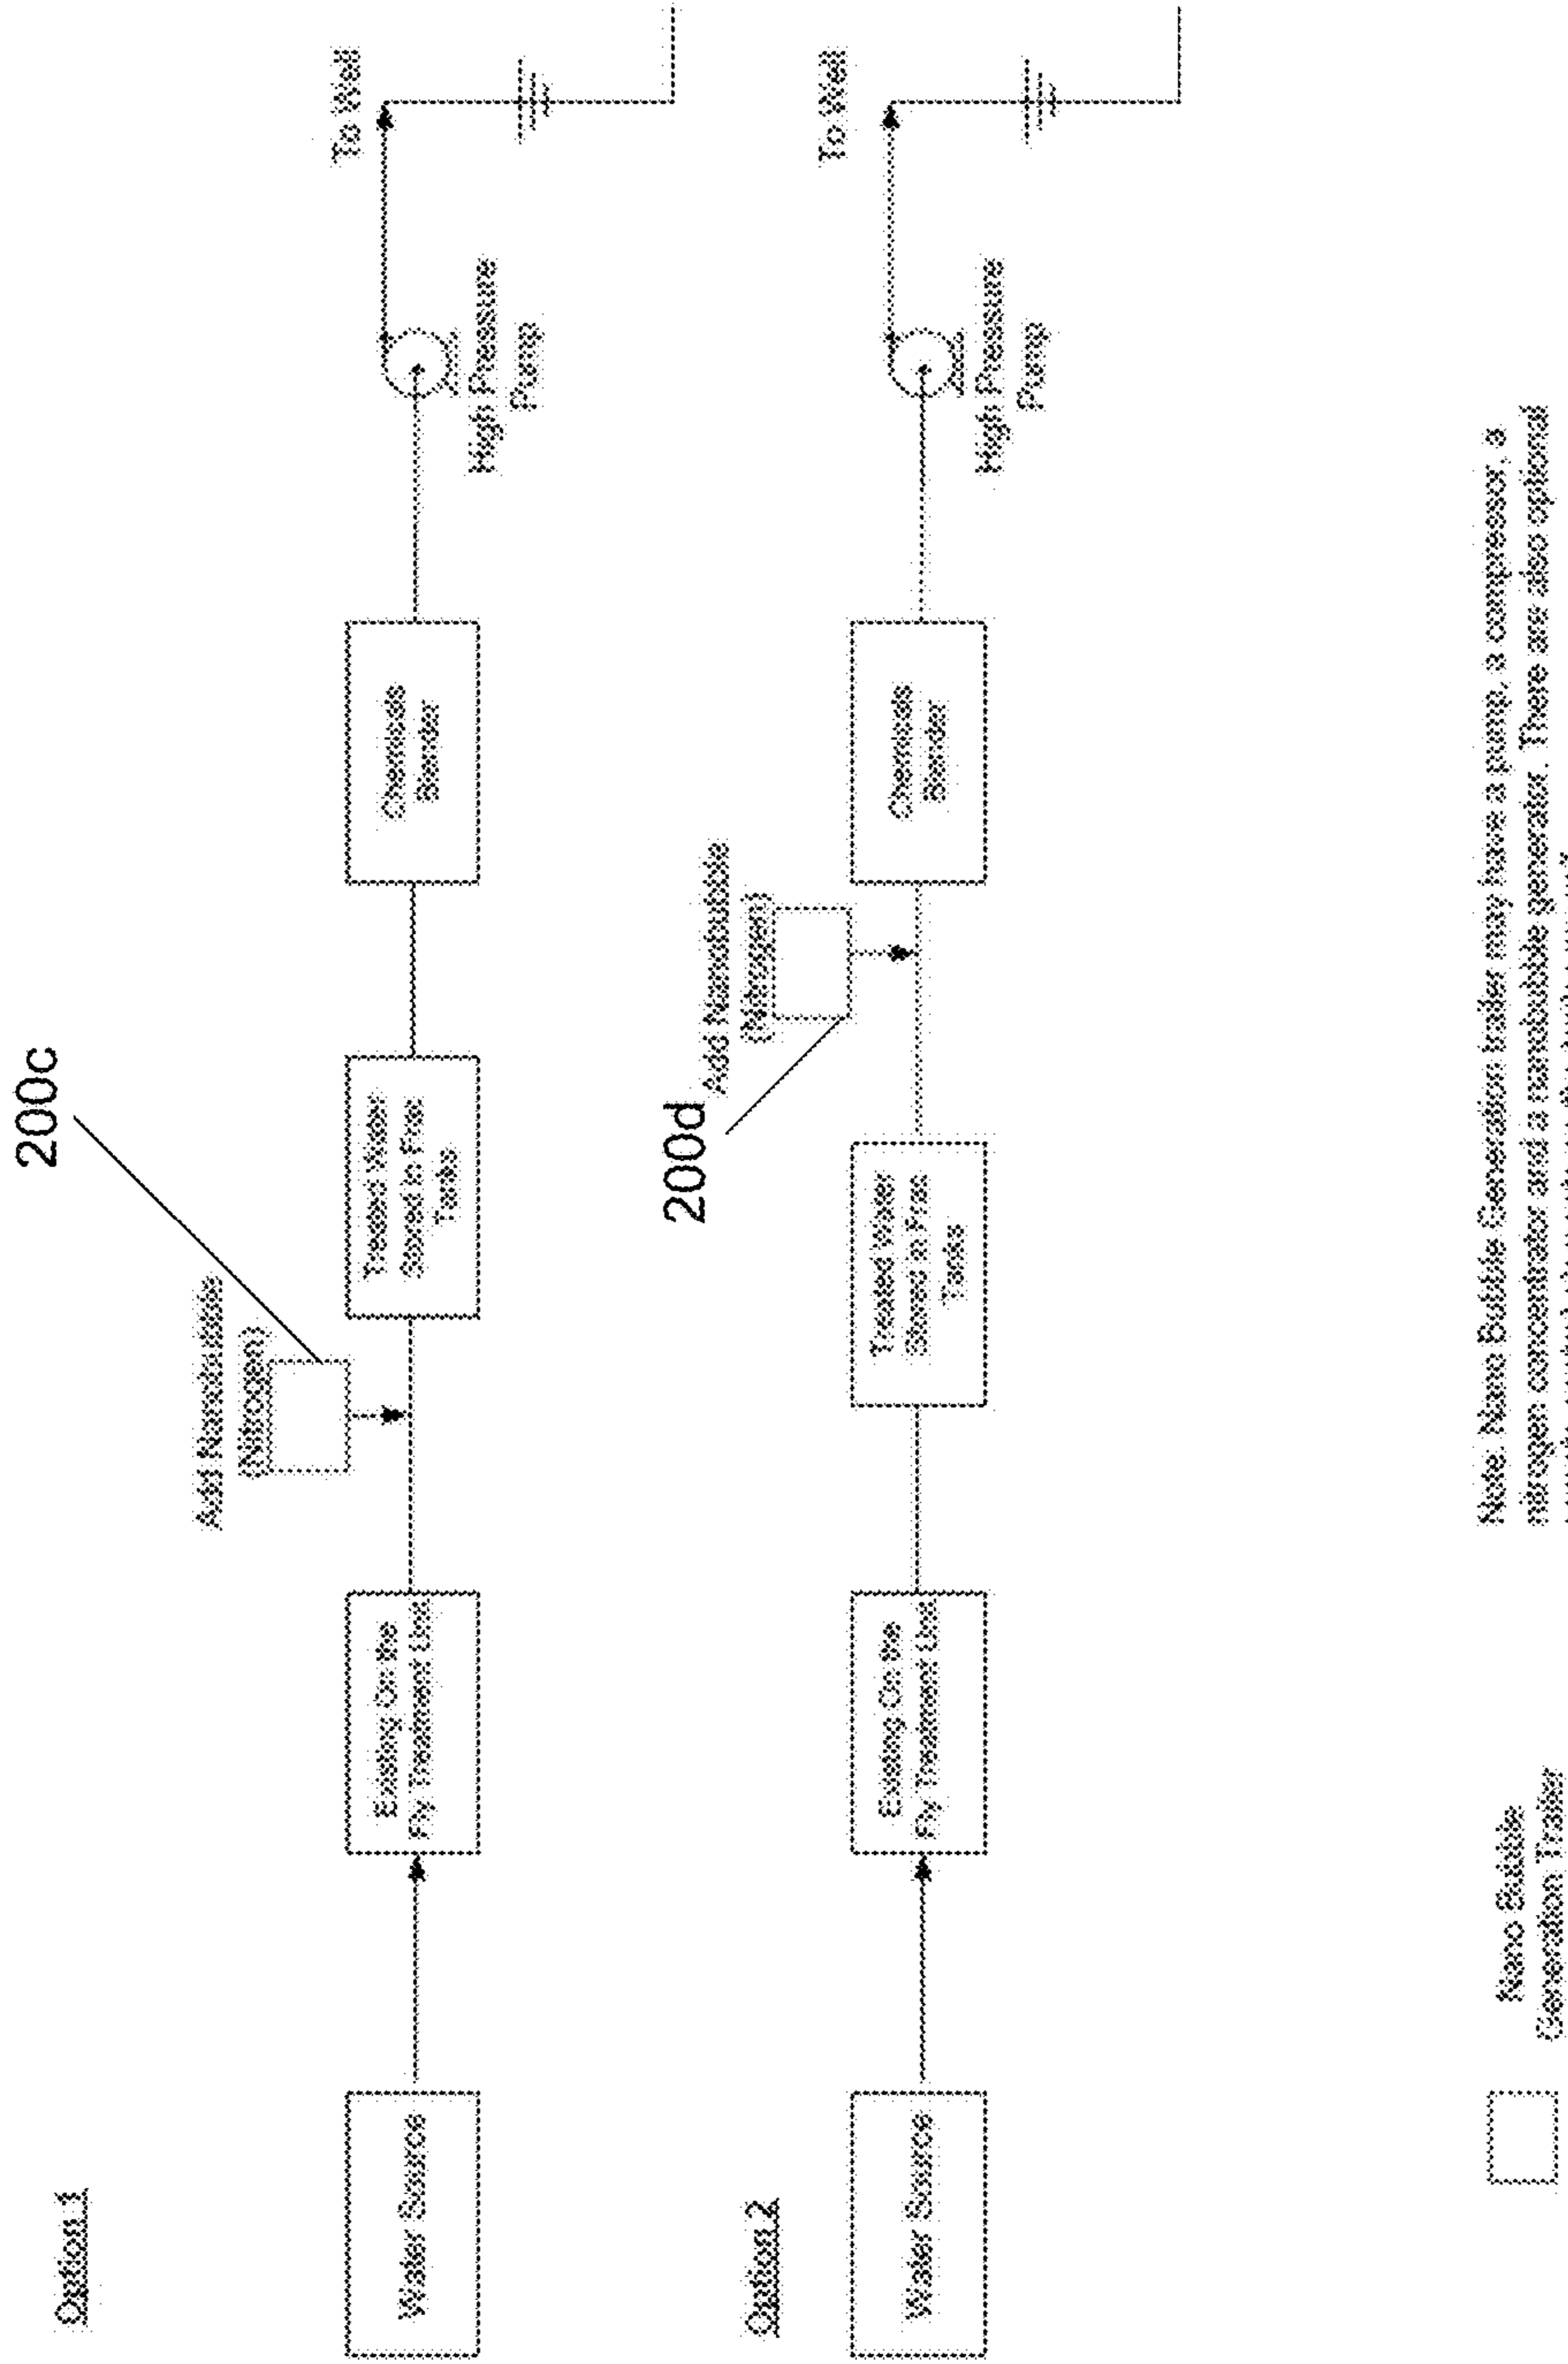 Option 1
200c
Add Nanobubbles
(Nitrogen)
To Well
Water Source
Existing On the
Fly Treatment Unit
Treated Water
Stored in Frac
Tanks
Chemicals
Blender
High Pressure
Pump
Option 2
200d
Add Nanobubbles
(Nitrogen)
To Well
Water Source
Existing On the
Fly Treatment Unit
Treated Water
Stored in Frac
Tanks
Chemicals
Blender
High Pressure
Pump
Nano Bubble
Generation Trailer
Note: Nano Bubble Generation trailer may have a pump, a compressor, a
nitrogen concentrator and a nanobubble generator. There are also optional